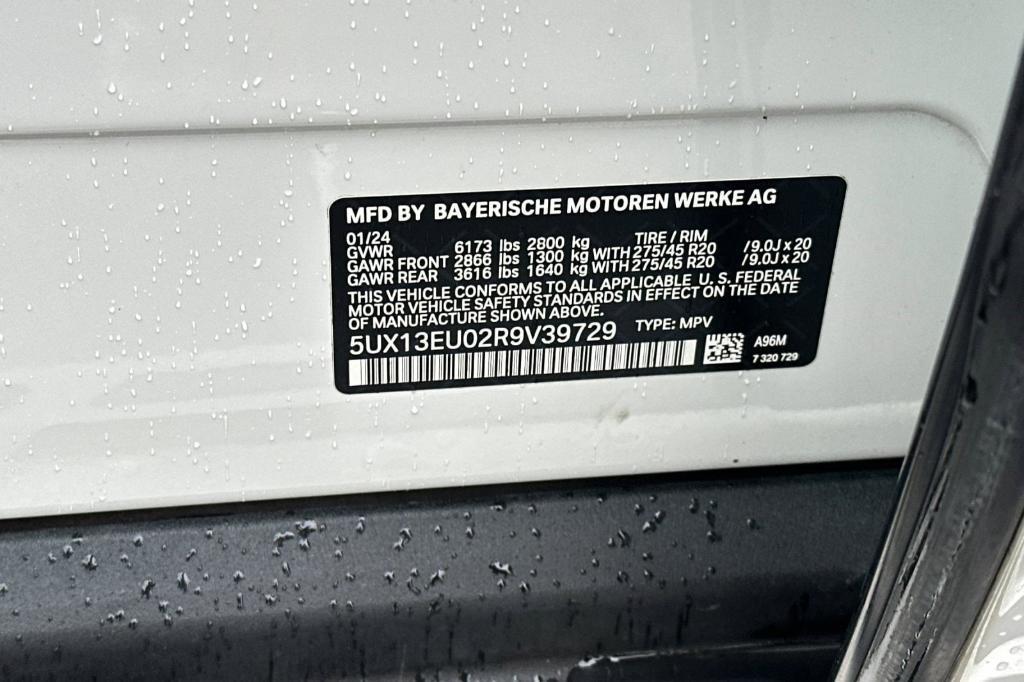 MFD BY BAYERISCHE MOTOREN WERKE AG
01/24 TIRE / RIM
GVWR 6173 lbs 2800 kg
GAWR FRONT 2866 lbs 1300 kg WITH 275/45 R20 /9.0J x 20
GAWR REAR 3616 lbs 1640 kg WITH 275/45 R20 /9.0J x 20
THIS VEHICLE CONFORMS TO ALL APPLICABLE U. S. FEDERAL
MOTOR VEHICLE SAFETY STANDARDS IN EFFECT ON THE DATE
OF MANUFACTURE SHOWN ABOVE.
5UX13EU02R9V39729 TYPE: MPV
A96M
7 320 729